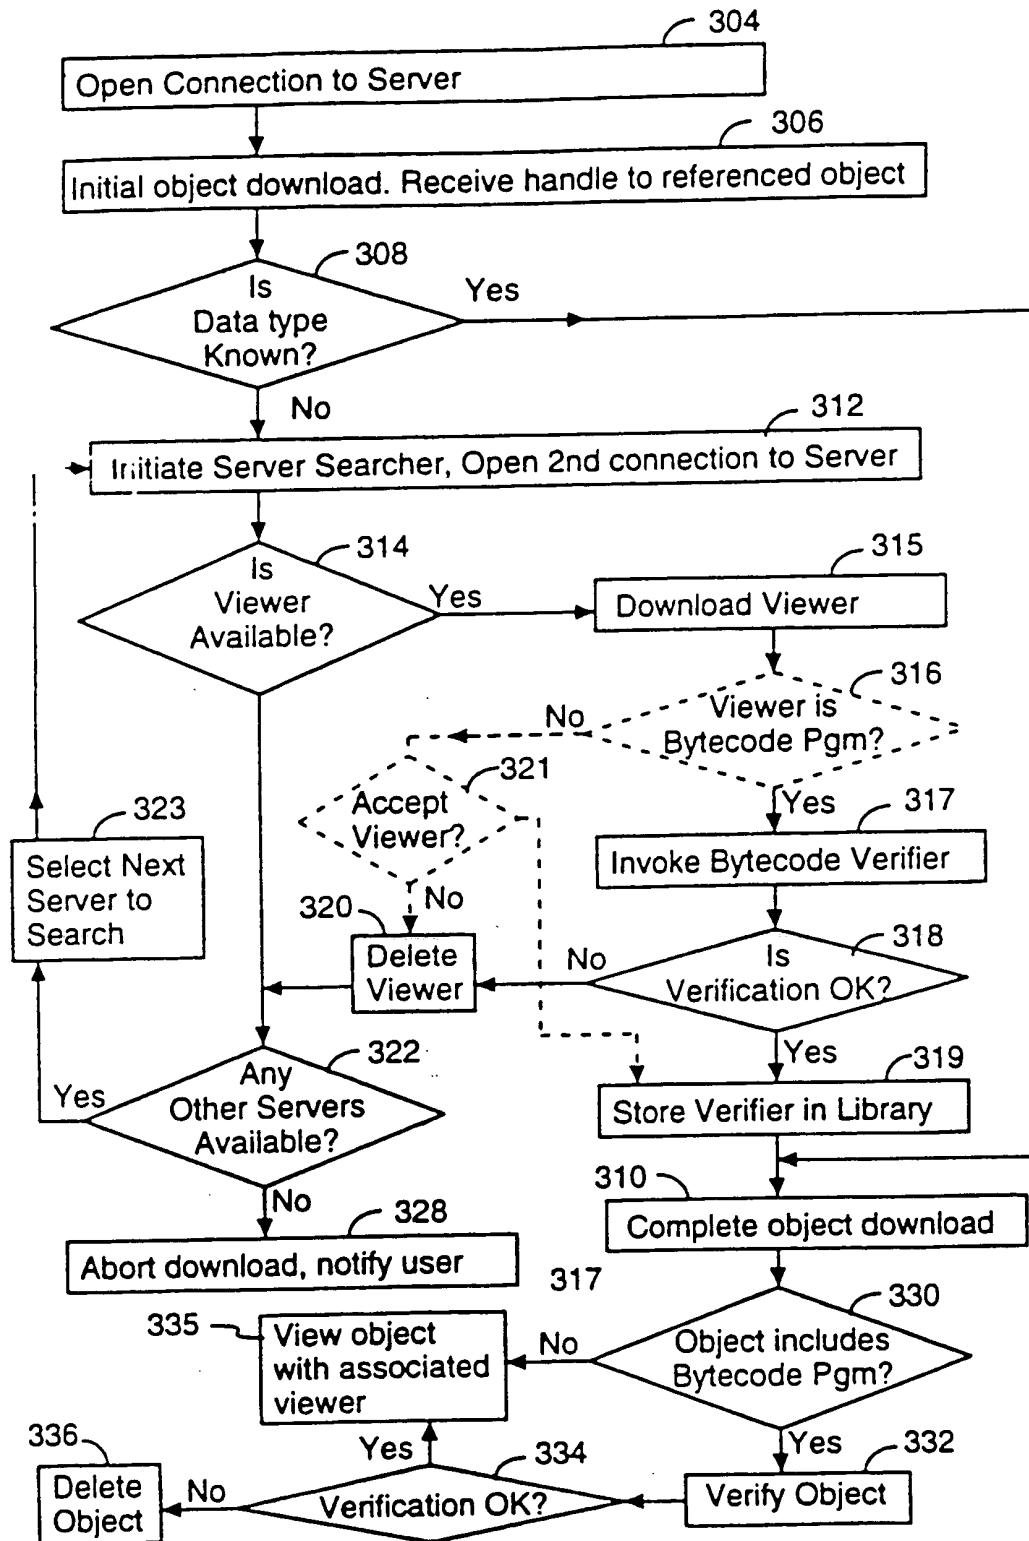 304
Open Connection to Server
306
Initial object download. Receive handle to referenced object
308
Is
Data type
Known?
Yes
No
312
Initiate Server Searcher, Open 2nd connection to Server
314
Is
Viewer
Available?
Yes
315
Download Viewer
316
Viewer is
Bytecode Pgm?
No
Yes
321
Accept
Viewer?
No
317
Invoke Bytecode Verifier
323
Select Next
Server to
Search
320
Delete
Viewer
318
Is
Verification OK?
No
Yes
322
Any
Other Servers
Available?
Yes
No
319
Store Verifier in Library
310
Complete object download
328
Abort download, notify user
317
330
Object includes
Bytecode Pgm?
No
Yes
335
View object
with associated
viewer
332
Verify Object
334
Verification OK?
Yes
No
336
Delete
Object